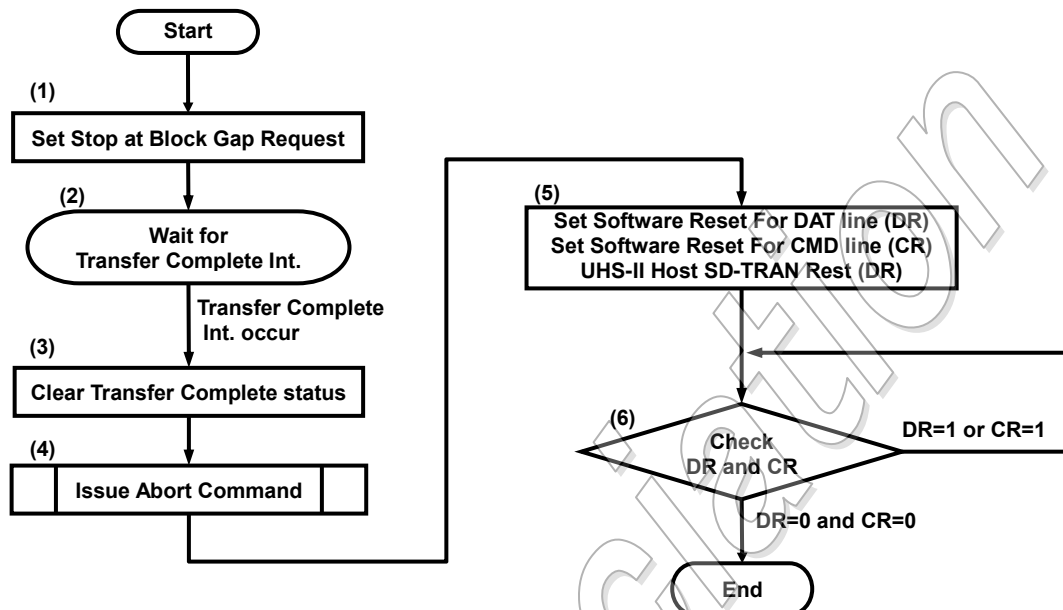 Start
(1)
Set Stop at Block Gap Request
(2)
Wait for
Transfer Complete Int.
Transfer Complete
Int. occur
(3)
Clear Transfer Complete status
(4)
Issue Abort Command
(5)
Set Software Reset For DAT line (DR)
Set Software Reset For CMD line (CR)
UHS-II Host SD-TRAN Rest (DR)
(6)
Check
DR and CR
DR=1 or CR=1
DR=0 and CR=0
End
ciation